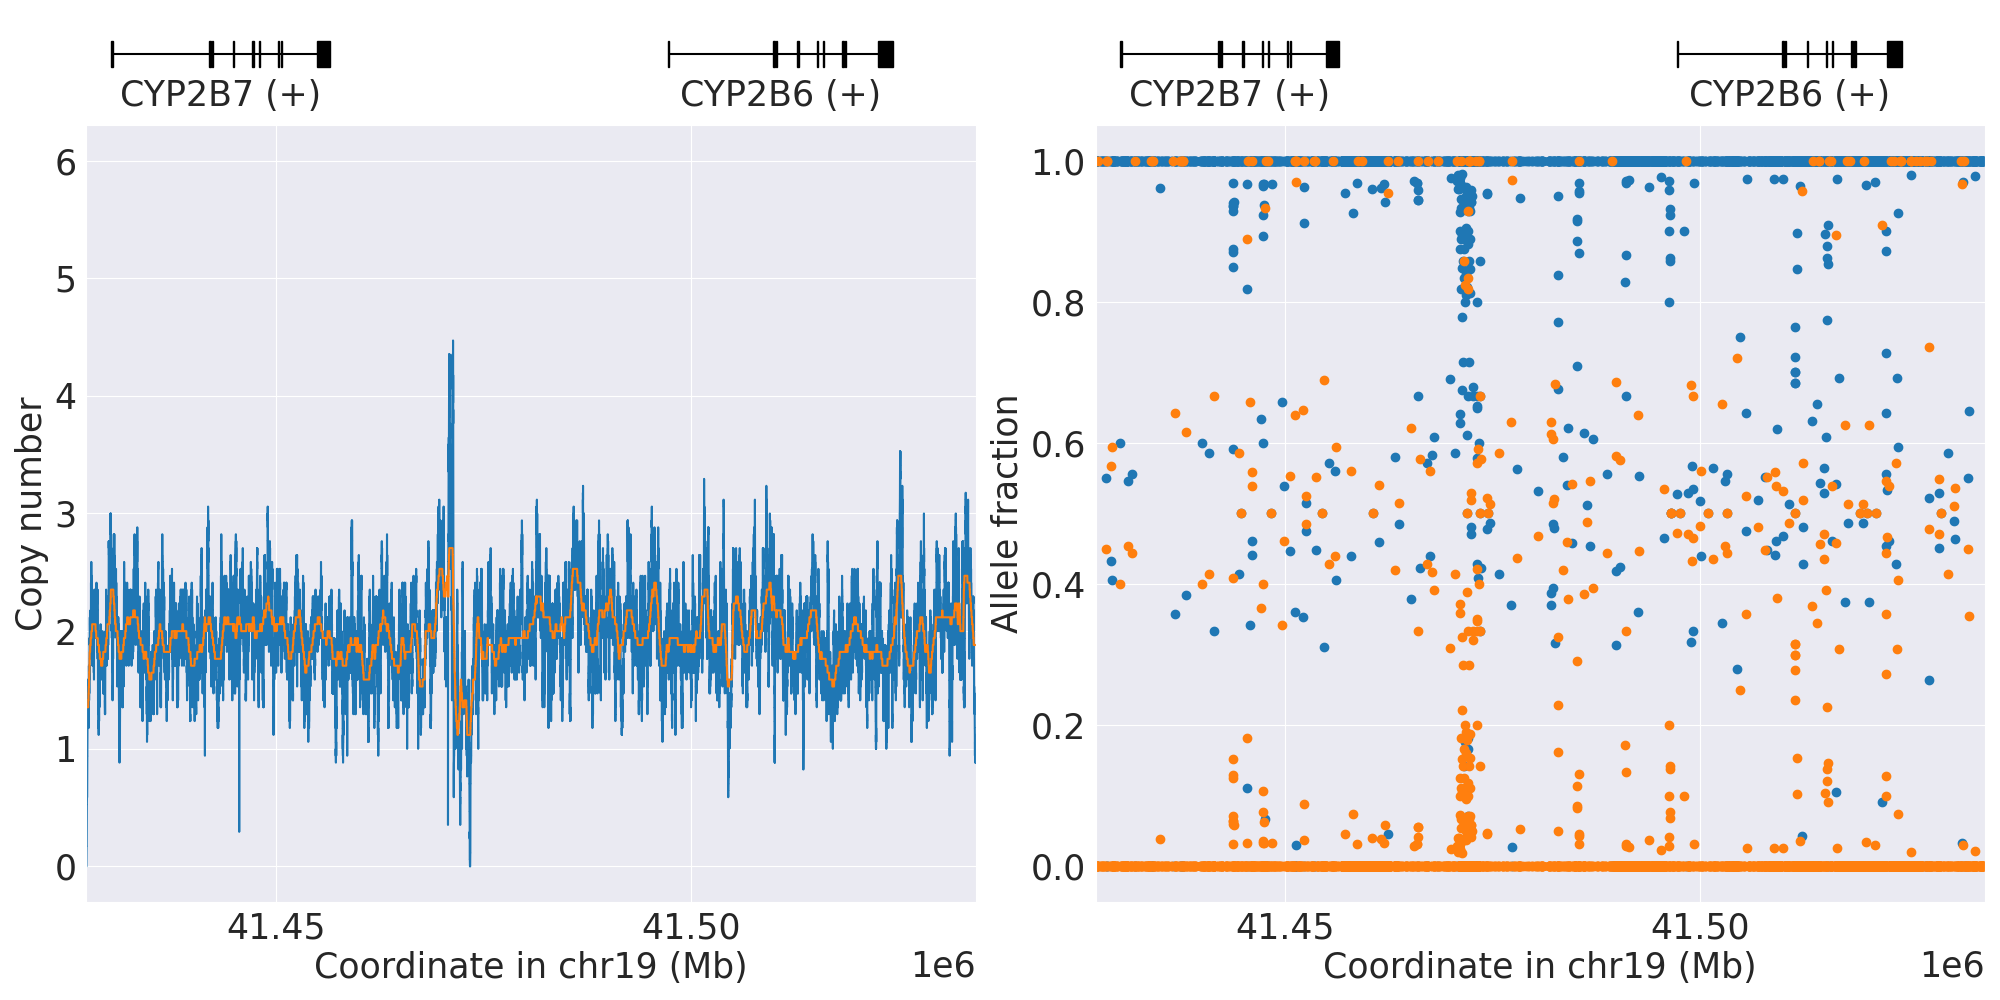 CYP2B7 (+)
CYP2B6 (+)
6
5
4
3
2
1
0
Copy number
41.45
41.50
Coordinate in chr19 (Mb)
1e6
CYP2B7 (+)
CYP2B6 (+)
1.0
0.8
0.6
0.4
0.2
0.0
Allele fraction
41.45
41.50
Coordinate in chr19 (Mb)
1e6